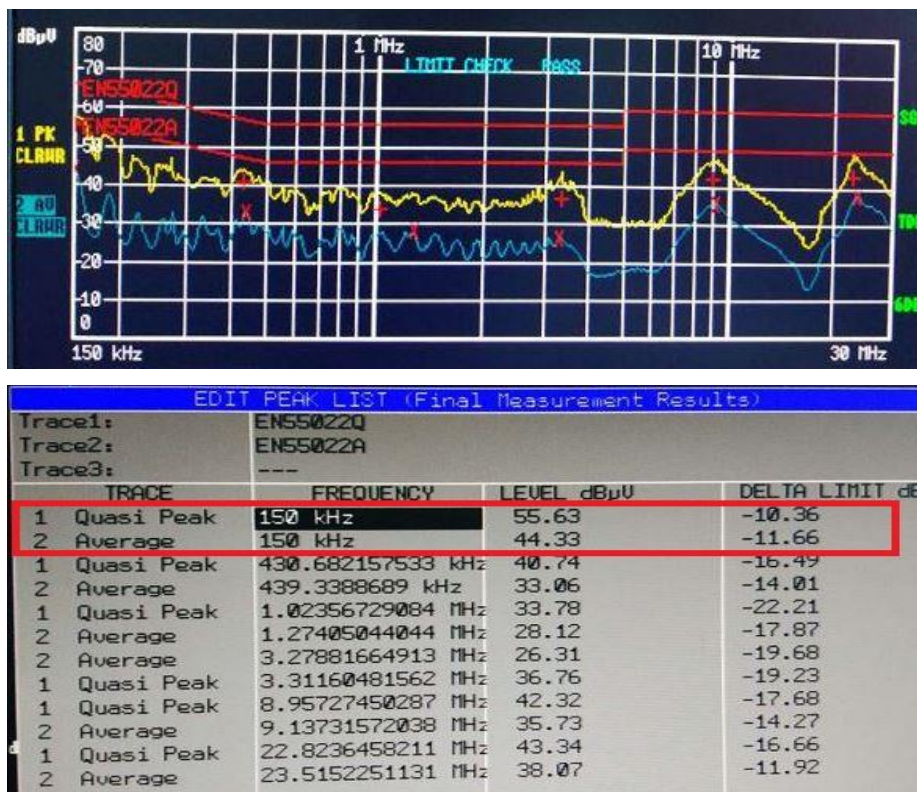 dBµV
80
1 MHz
10 MHz
-70
LIMIT CHECK PASS
EN55022Q
-60
EN55022A
-50
1 PK
CLRWR
-40
2 AV
CLRWR
-30
-20
-10
0
150 kHz
30 MHz
EDIT PEAK LIST (Final Measurement Results)
Trace1: EN55022Q
Trace2: EN55022A
Trace3: ---
TRACE FREQUENCY LEVEL dBµV DELTA LIMIT dB
1 Quasi Peak 150 kHz 55.63 -10.36
2 Average 150 kHz 44.33 -11.66
1 Quasi Peak 430.682157533 kHz 40.74 -16.49
2 Average 439.3388689 kHz 33.06 -14.01
1 Quasi Peak 1.02356729084 MHz 33.78 -22.21
2 Average 1.27405044044 MHz 28.12 -17.87
2 Average 3.27881664913 MHz 26.31 -19.68
1 Quasi Peak 3.31160481562 MHz 36.76 -19.23
1 Quasi Peak 8.95727450287 MHz 42.32 -17.68
2 Average 9.13731572038 MHz 35.73 -14.27
1 Quasi Peak 22.8236458211 MHz 43.34 -16.66
2 Average 23.5152251131 MHz 38.07 -11.92